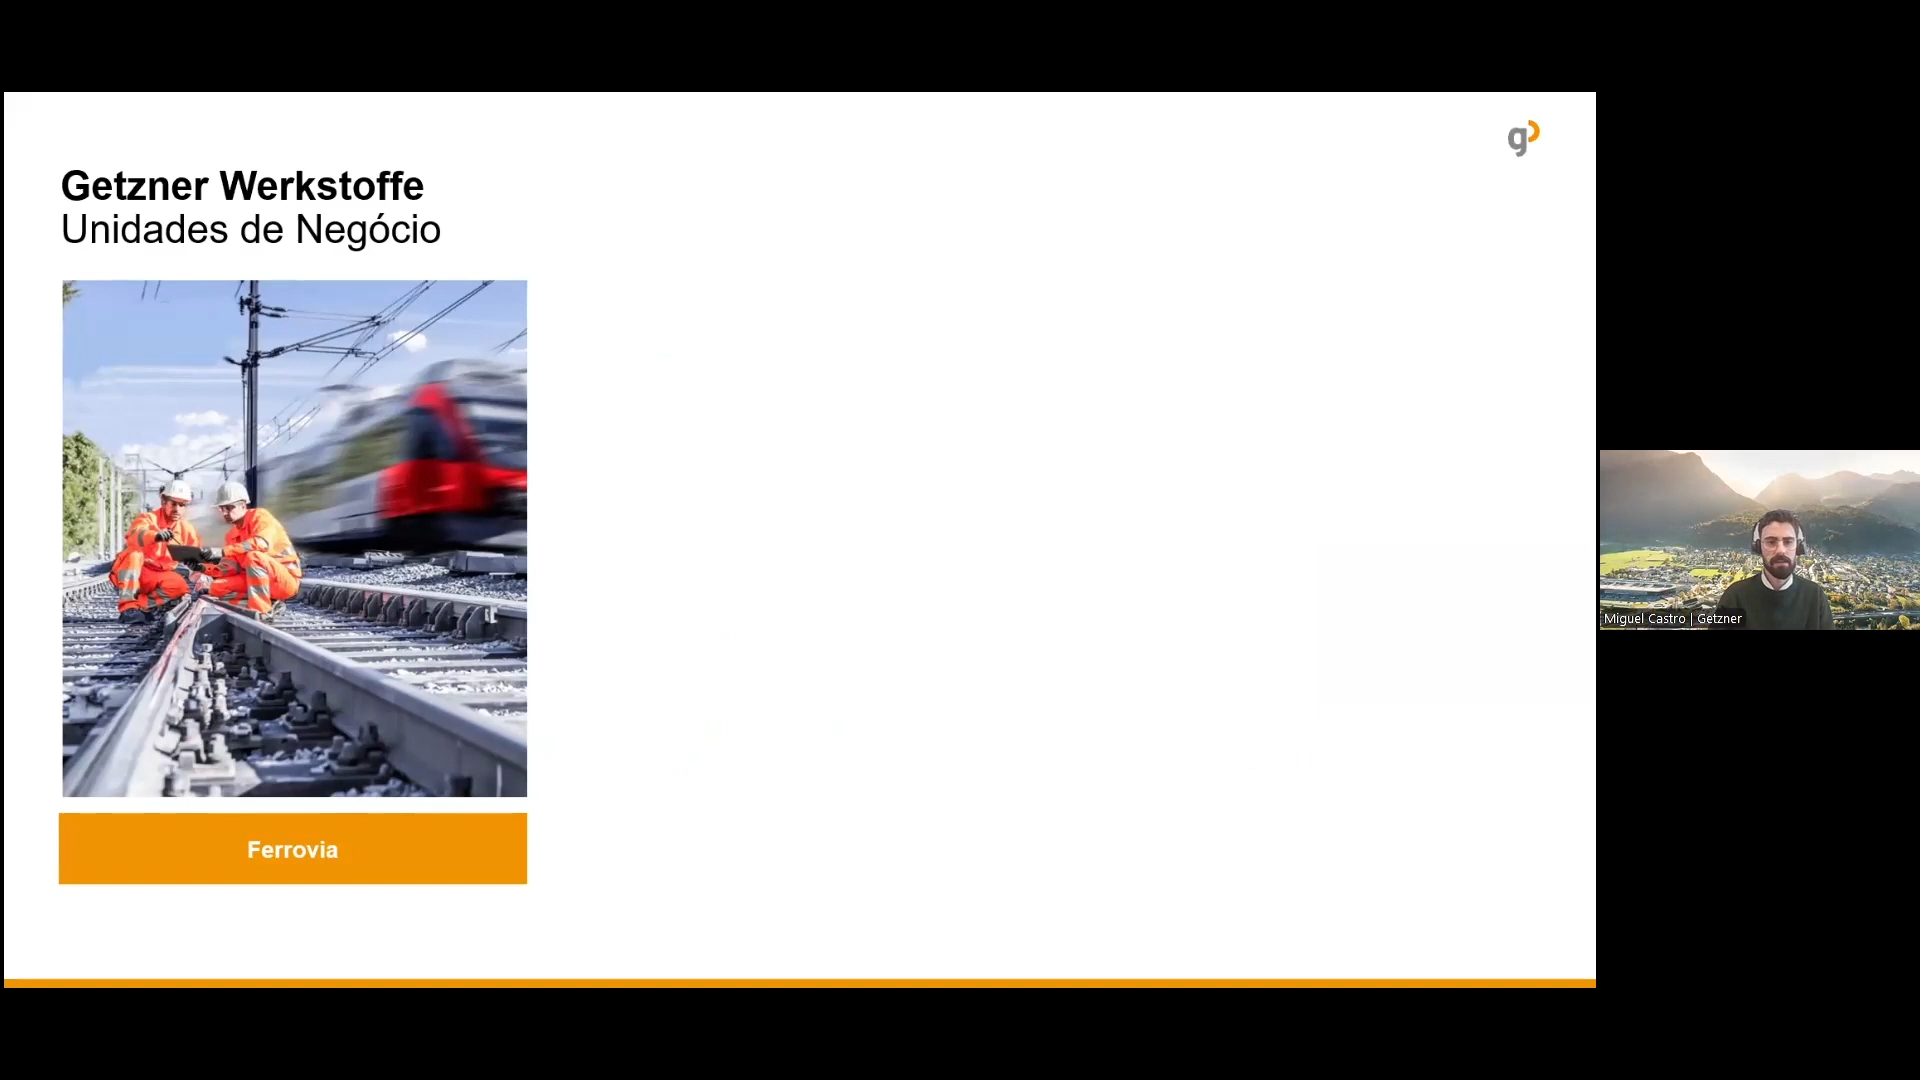 Getzner Werkstoffe
Unidades de Negócio
Ferrovia
Miguel Castro | Getzner